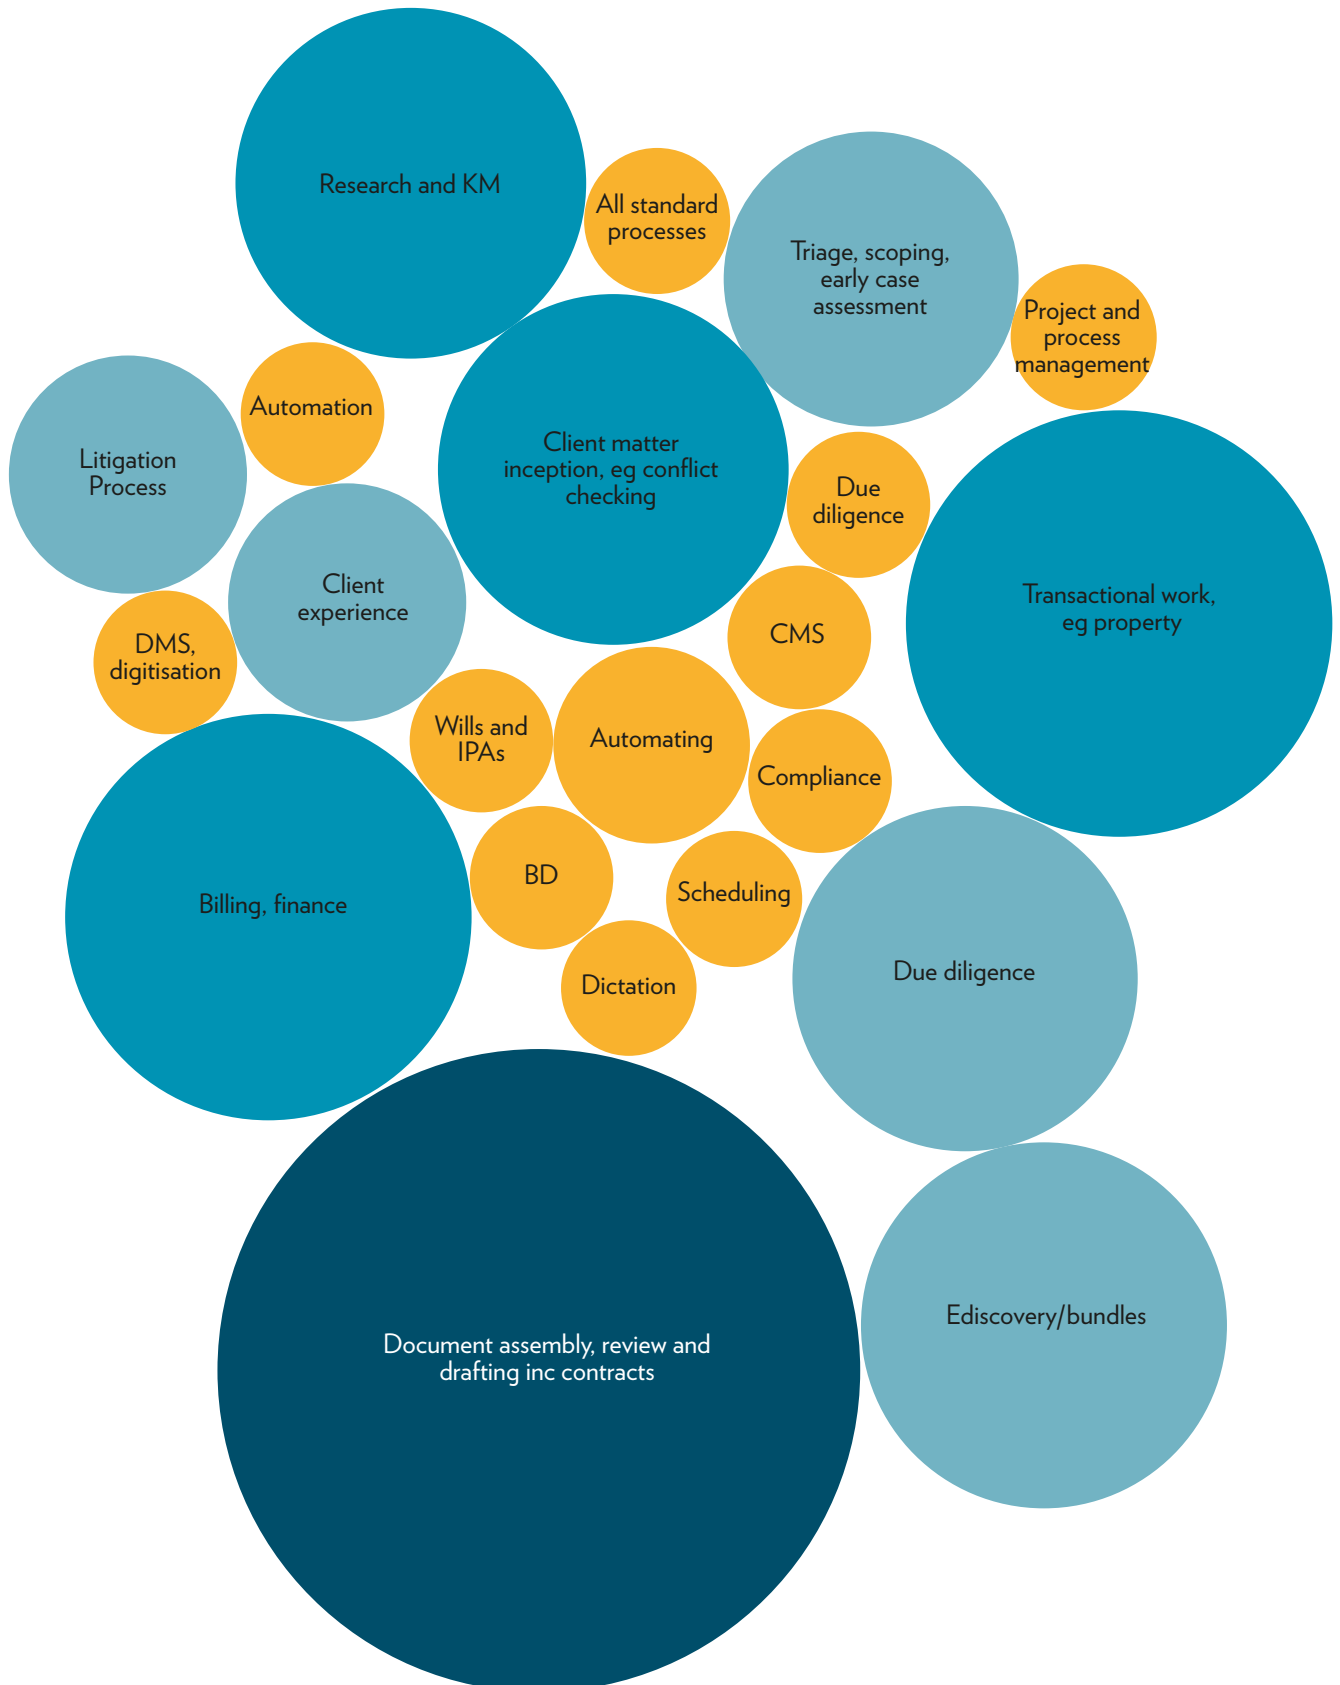 Research and KM
All standard
processes
Triage, scoping,
early case
assessment
Project and
process
management
Automation
Litigation
Process
Client matter
inception, eg conflict
checking
Due
diligence
Client
experience
Transactional work,
eg property
DMS,
digitisation
CMS
Wills and
IPAs
Automating
Compliance
BD
Scheduling
Billing, finance
Due diligence
Dictation
Ediscovery/bundles
Document assembly, review and
drafting inc contracts